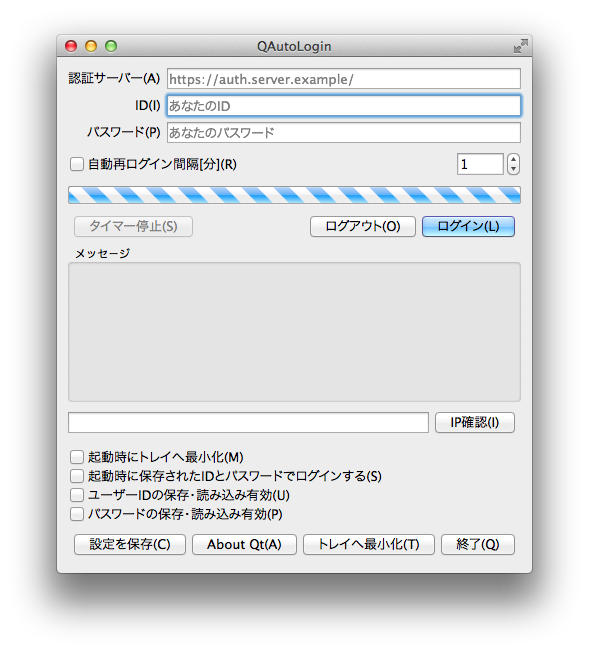 QAutoLogin
認証サーバー(A) https://auth.server.example/
ID(I) あなたのID
パスワード(P) あなたのパスワード
自動再ログイン間隔[分](R) 1
タイマー停止(S) ログアウト(O) ログイン(L)
メッセージ
IP確認(I)
起動時にトレイへ最小化(M)
起動時に保存されたIDとパスワードでログインする(S)
ユーザーIDの保存・読み込み有効(U)
パスワードの保存・読み込み有効(P)
設定を保存(C) About Qt(A) トレイへ最小化(T) 終了(Q)